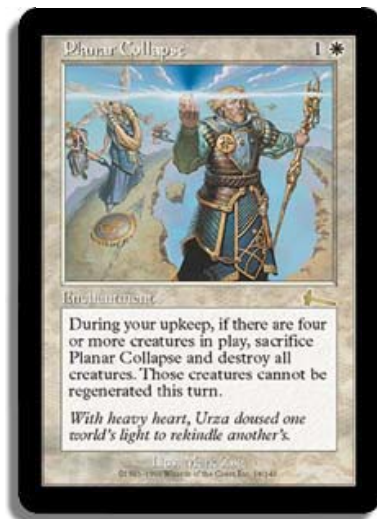 Planar Collapse 1
Enchantment
During your upkeep, if there are four
or more creatures in play, sacrifice
Planar Collapse and destroy all
creatures. Those creatures cannot be
regenerated this turn.
With heavy heart, Urza doused one
world's light to rekindle another's.